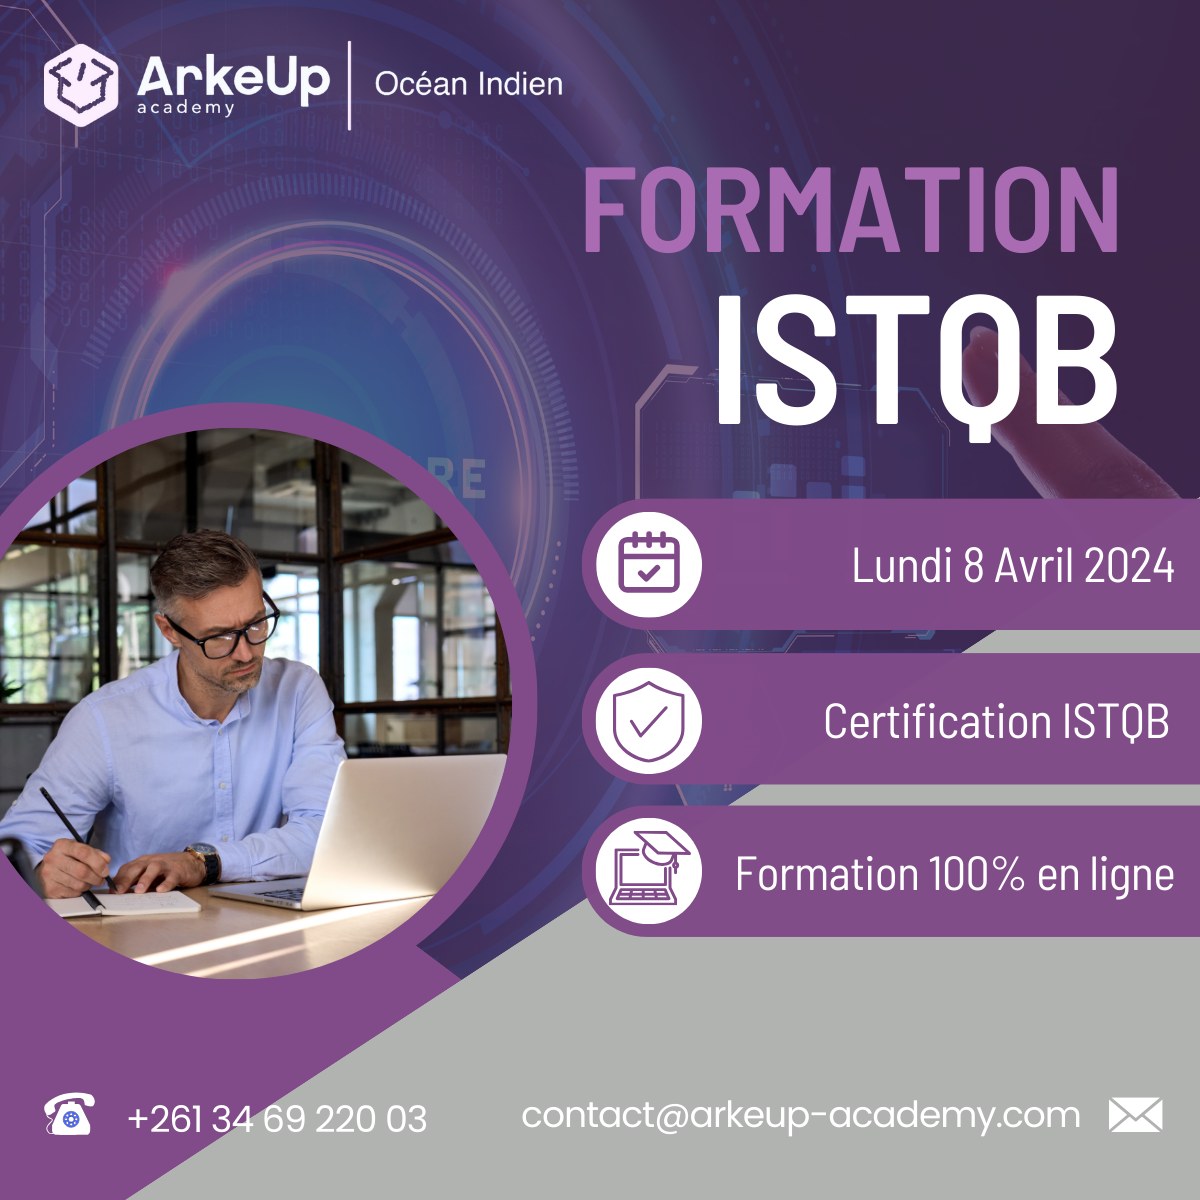 ArkeUp
academy
Océan Indien
FORMATION
ISTQB
RE
Lundi 8 Avril 2024
Certification ISTQB
Formation 100% en ligne
+261 34 69 220 03
contact@arkeup-academy.com